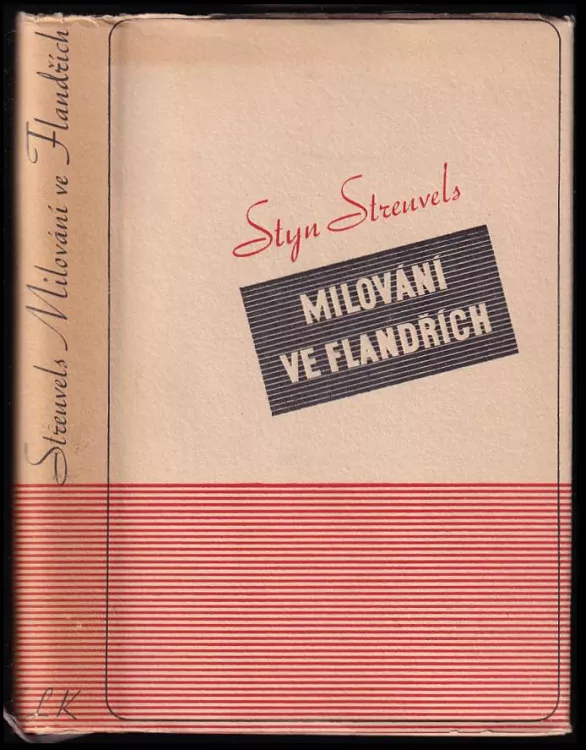 Streuvels Milování ve Flandřích
LK
Styn Streuvels
MILOVÁNÍ
VE FLANDŘÍCH